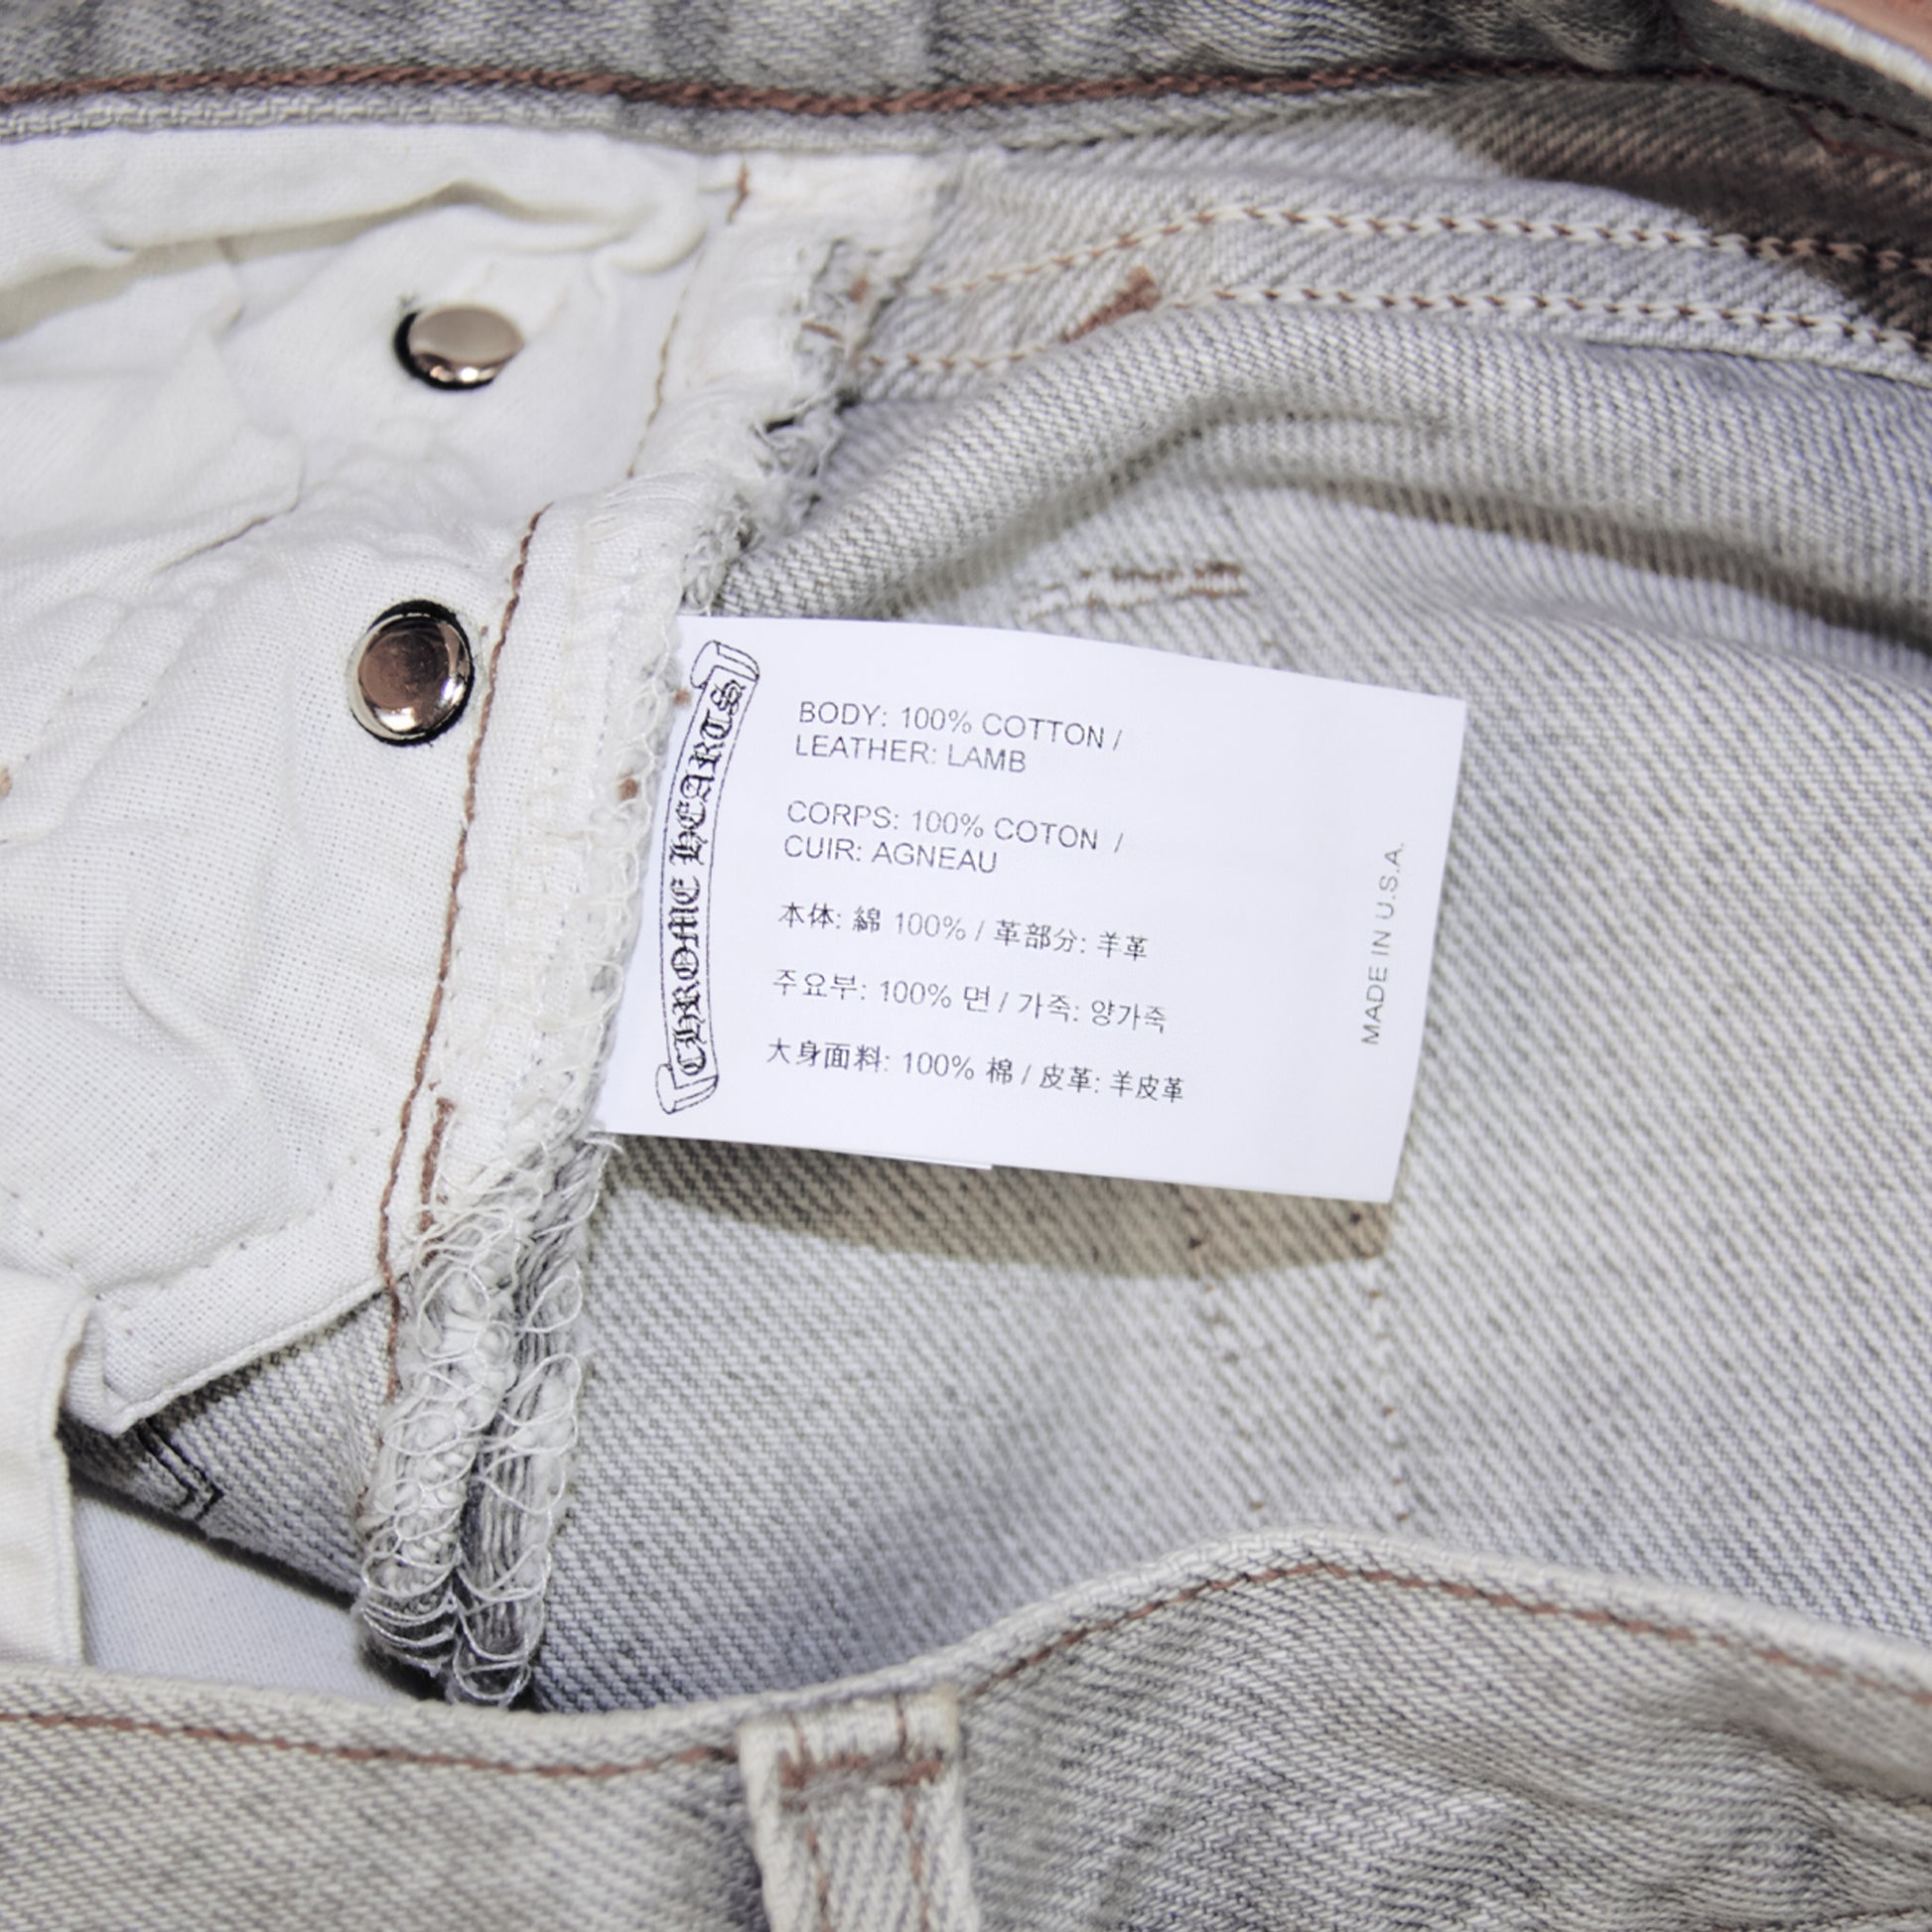 CHROME HEARTS
BODY: 100% COTTON /
LEATHER: LAMB
CORPS: 100% COTON /
CUIR: AGNEAU
本体: 綿 100% / 革部分: 羊革
주요부: 100% 면 / 가죽: 양가죽
大身面料: 100% 棉 / 皮革: 羊皮革
MADE IN U.S.A.